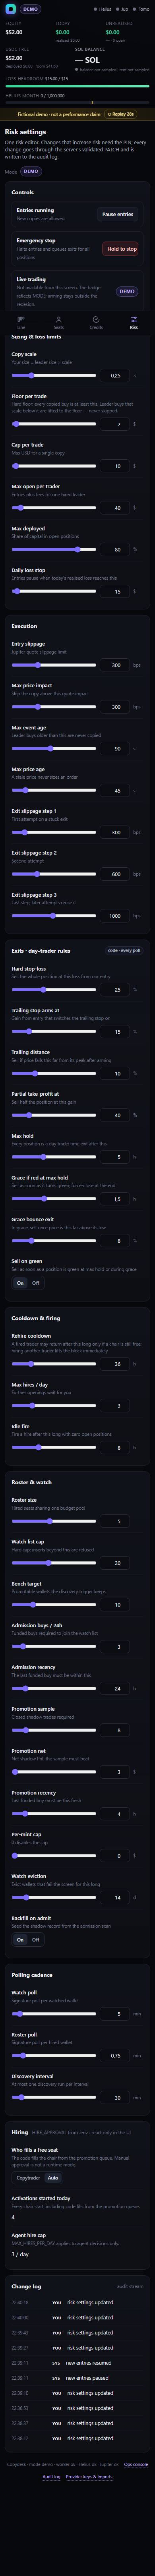 DEMO
Helius
Jup
Pump
EQUITY
TODAY
UNREALISED
$52.00
$0.00
$0.00
realised $0.00
— 0 open
USDC FREE
SOL BALANCE
$52.00
— SOL
LOSS HEADROOM $15.00 / $15
HELIUS MONTH 0 / 1,000,000
Fictional demo · not a performance claim
Replay 28s
Risk settings
One risk editor. Changes that increase risk need the PIN; every change goes through the server's validated PATCH and is written to the audit log.
Mode DEMO
Controls
Entries running
New copies are allowed
Pause entries
Emergency stop
Halts entries and queues exits for all positions
Hold to stop
Live trading
Not available from this screen. The badge reflects MODE; arming stays outside the redesign.
DEMO
Live
Seats
Credits
Risk
Sizing & loss limits
Copy scale
Your size = leader size × scale
0,25
×
Floor per trade
2
$
Cap per trade
Max USD for a single copy
10
$
Max open per trader
Entries plus fees for one hired leader
40
$
Max deployed
Share of capital in open positions
80
%
Daily loss stop
Entries pause when today's realised loss reaches this
15
$
Execution
Entry slippage
Jupiter quote slippage limit
300
bps
Max price impact
Skip the copy above this quote impact
300
bps
Max event age
Leader buys older than this are never copied
90
s
Max price age
A stale price never sizes an order
45
s
Exit slippage step 1
First attempt on a stuck exit
300
bps
Exit slippage step 2
Second attempt
600
bps
Exit slippage step 3
Last step; later attempts reuse it
1000
bps
Exits · day-trader rules
code · every poll
Hard stop-loss
Sell the whole position at this loss from our entry
25
%
Trailing stop arms at
Gain from entry that switches the trailing stop on
15
%
Trailing distance
Sell if price falls this far from its peak after arming
10
%
Partial take-profit at
Sell half the position at this gain
40
%
Max hold
Every position is a day trade: time exit after this
5
h
Grace if red at max hold
Sell as soon as it turns green; force-close at the end
1,5
h
Grace bounce exit
In grace, sell once price is this far above its low
8
%
Sell on green
Sell as soon as a position is green at max hold or during grace
On
Off
Cooldown & firing
Rehire cooldown
A fired trader may return after this long only if a chair is still free; hiring another trader lifts the block immediately
36
h
Max hires / day
Further openings wait for you
3
Idle fire
Fire a hire after this long with zero open positions
8
h
Roster & watch
Roster size
Hired seats sharing one budget pool
5
Watch list cap
Hard cap; inserts beyond this are refused
20
Bench target
Promotable wallets the discovery trigger keeps
10
Admission buys / 24h
Funded buys required to join the watch list
3
Admission recency
The last funded buy must be within this
24
h
Promotion sample
Closed shadow trades required
8
Promotion net
Net shadow PnL the sample must beat
3
$
Promotion recency
Last funded buy must be this fresh
4
h
Per-mint cap
0 disables the cap
0
$
Watch eviction
Evict wallets that fail the screen for this long
14
d
Backfill on admit
Seed the shadow record from the admission scan
On
Off
Polling cadence
Watch poll
Signature poll per watched wallet
5
min
Roster poll
Signature poll per hired wallet
0,75
min
Discovery interval
At most one discovery run per interval
30
min
Hiring
HIRE_APPROVAL from .env · read-only in the UI
Who fills a free seat
The code fills the chair from the promotion queue. Manual approval is not a runtime mode.
Copytrader
Auto
Activations started today
Every chair start, including code fills from the promotion queue.
4
Agent hire cap
MAX_HIRES_PER_DAY applies to agent decisions only.
3 / day
Change log
audit stream
22:40:18 YOU risk settings updated
22:40:00 YOU risk settings updated
22:39:43 YOU risk settings updated
22:39:27 YOU risk settings updated
22:39:11 SYS new entries resumed
22:39:11 SYS new entries paused
22:39:10 YOU risk settings updated
22:38:53 YOU risk settings updated
22:38:37 YOU risk settings updated
22:38:12 YOU risk settings updated
Copydesk · mode demo · worker ok · Helius ok · Jupiter ok
Ops console
Audit log
Provider keys & imports